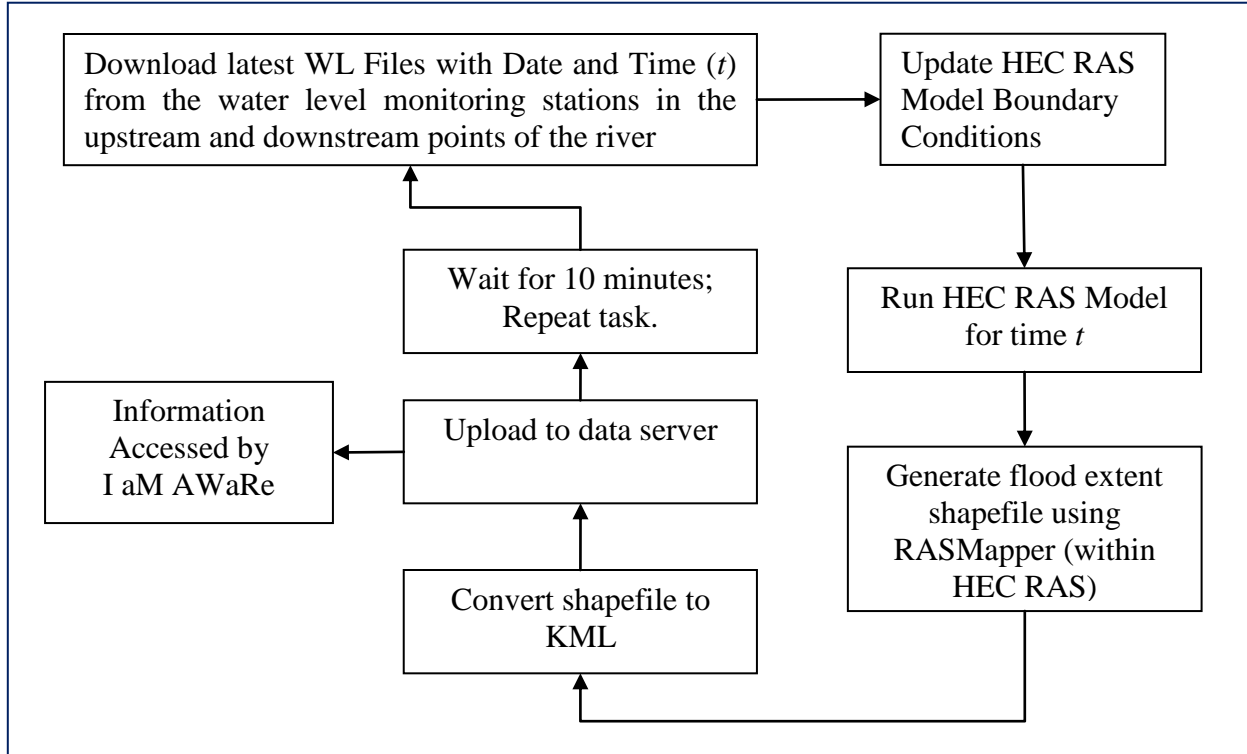 Download latest WL Files with Date and Time (t)
from the water level monitoring stations in the
upstream and downstream points of the river
Update HEC RAS
Model Boundary
Conditions
Run HEC RAS Model
for time t
Generate flood extent
shapefile using
RASMapper (within
HEC RAS)
Convert shapefile to
KML
Upload to data server
Information
Accessed by
I aM AWaRe
Wait for 10 minutes;
Repeat task.